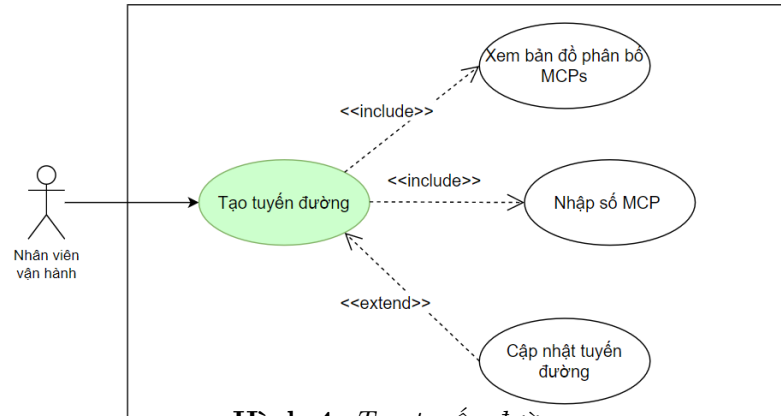 Xem bản đồ phân bố
MCPs
<<include>>
<<include>>
Tạo tuyến đường
Nhập số MCP
Nhân viên
vận hành
<<extend>>
Cập nhật tuyến
đường